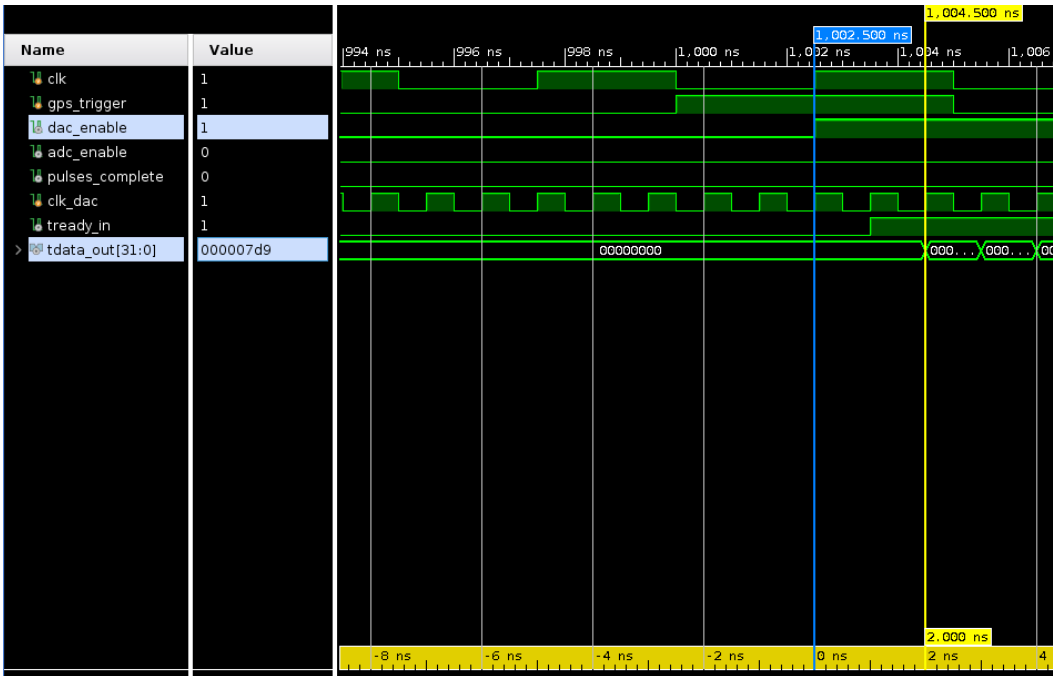 1,004.500 ns
1,002.500 ns
Name Value
994 ns 996 ns 998 ns 1,000 ns 1,002 ns 1,004 ns 1,006
clk 1
gps_trigger 1
dac_enable 1
adc_enable 0
pulses_complete 0
clk_dac 1
tready_in 1
> tdata_out[31:0] 000007d9 00000000 000... 000... 00
2.000 ns
-8 ns -6 ns -4 ns -2 ns 0 ns 2 ns 4